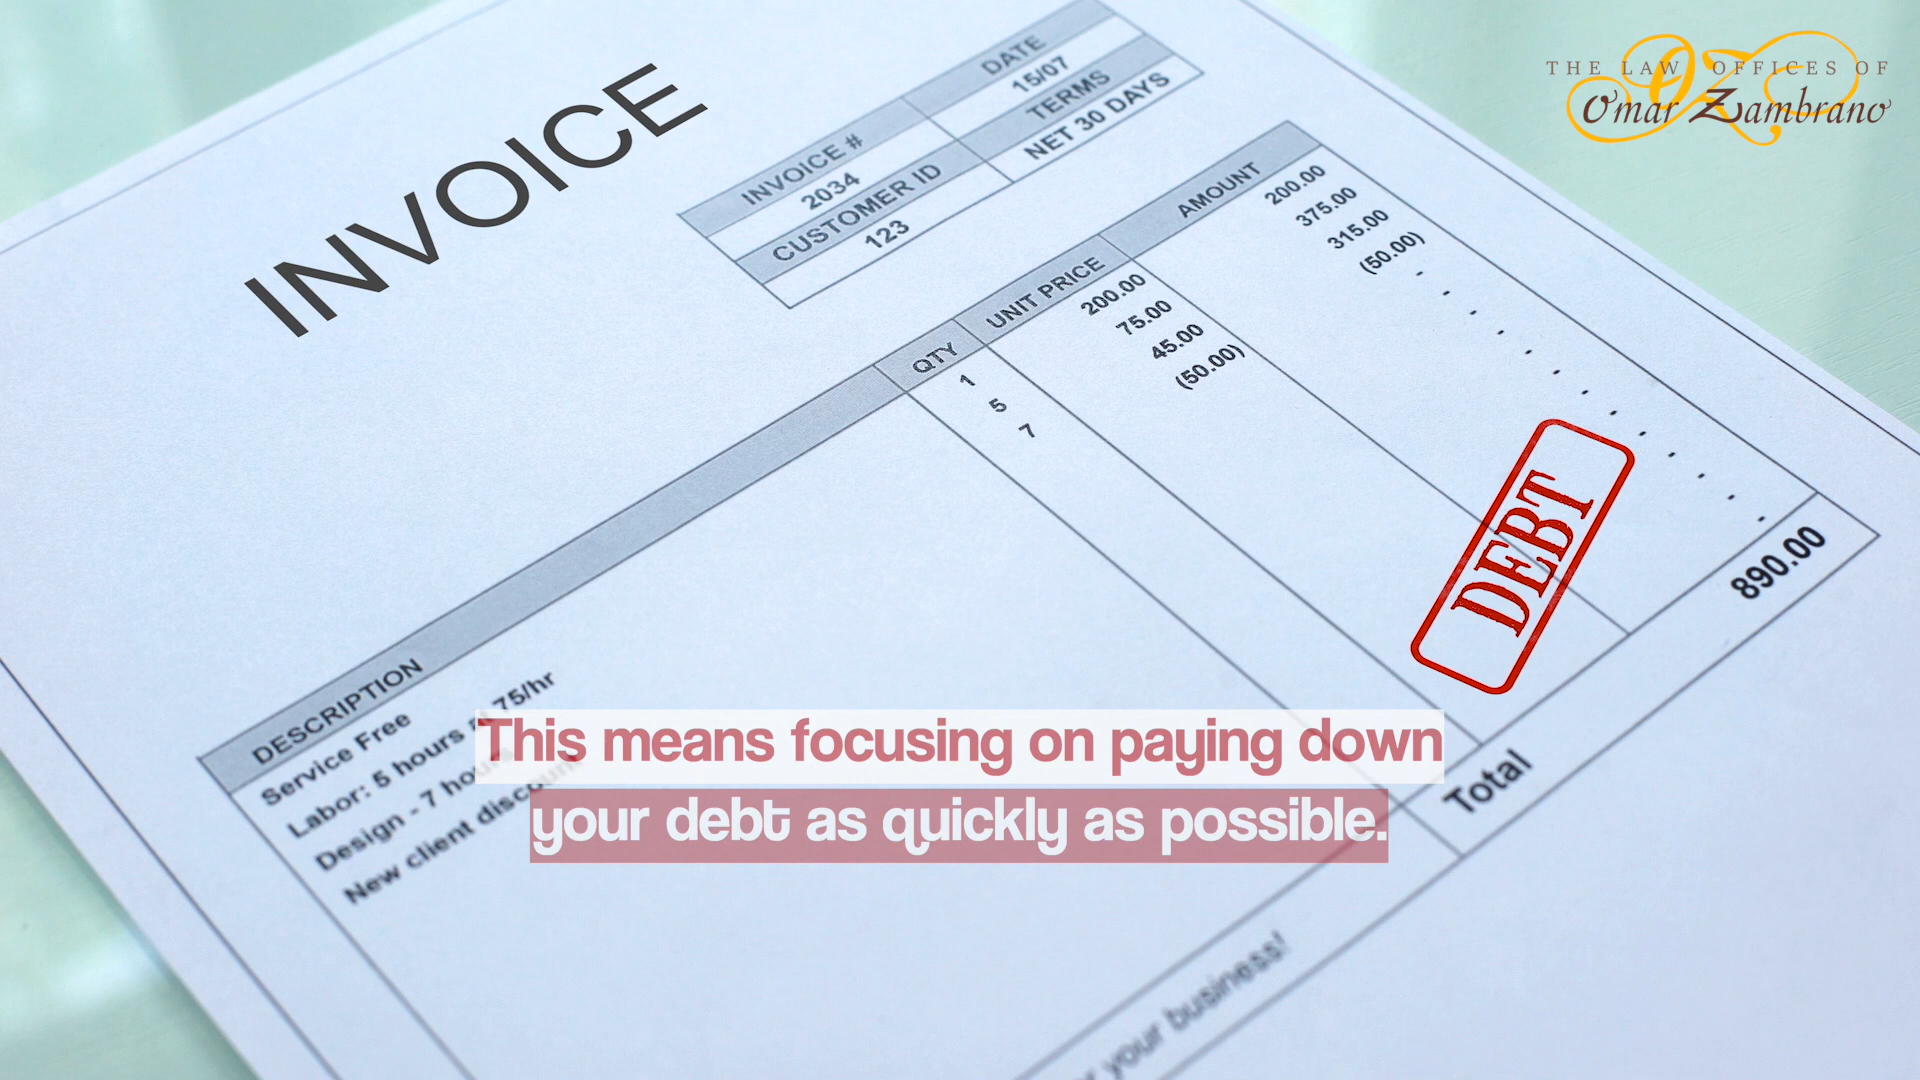 THE LAW OFFICES OF
Omar Zambrano
INVOICE
DATE
15/07
INVOICE #
TERMS
2034
NET 30 DAYS
CUSTOMER ID
123
DESCRIPTION
QTY
UNIT PRICE
AMOUNT
Service Free
1
200.00
200.00
Labor: 5 hours at 75/hr
5
75.00
375.00
Design - 7 hours
7
45.00
315.00
New client discount
(50.00)
(50.00)
DEBT
Total
890.00
your business!
This means focusing on paying down
your debt as quickly as possible.